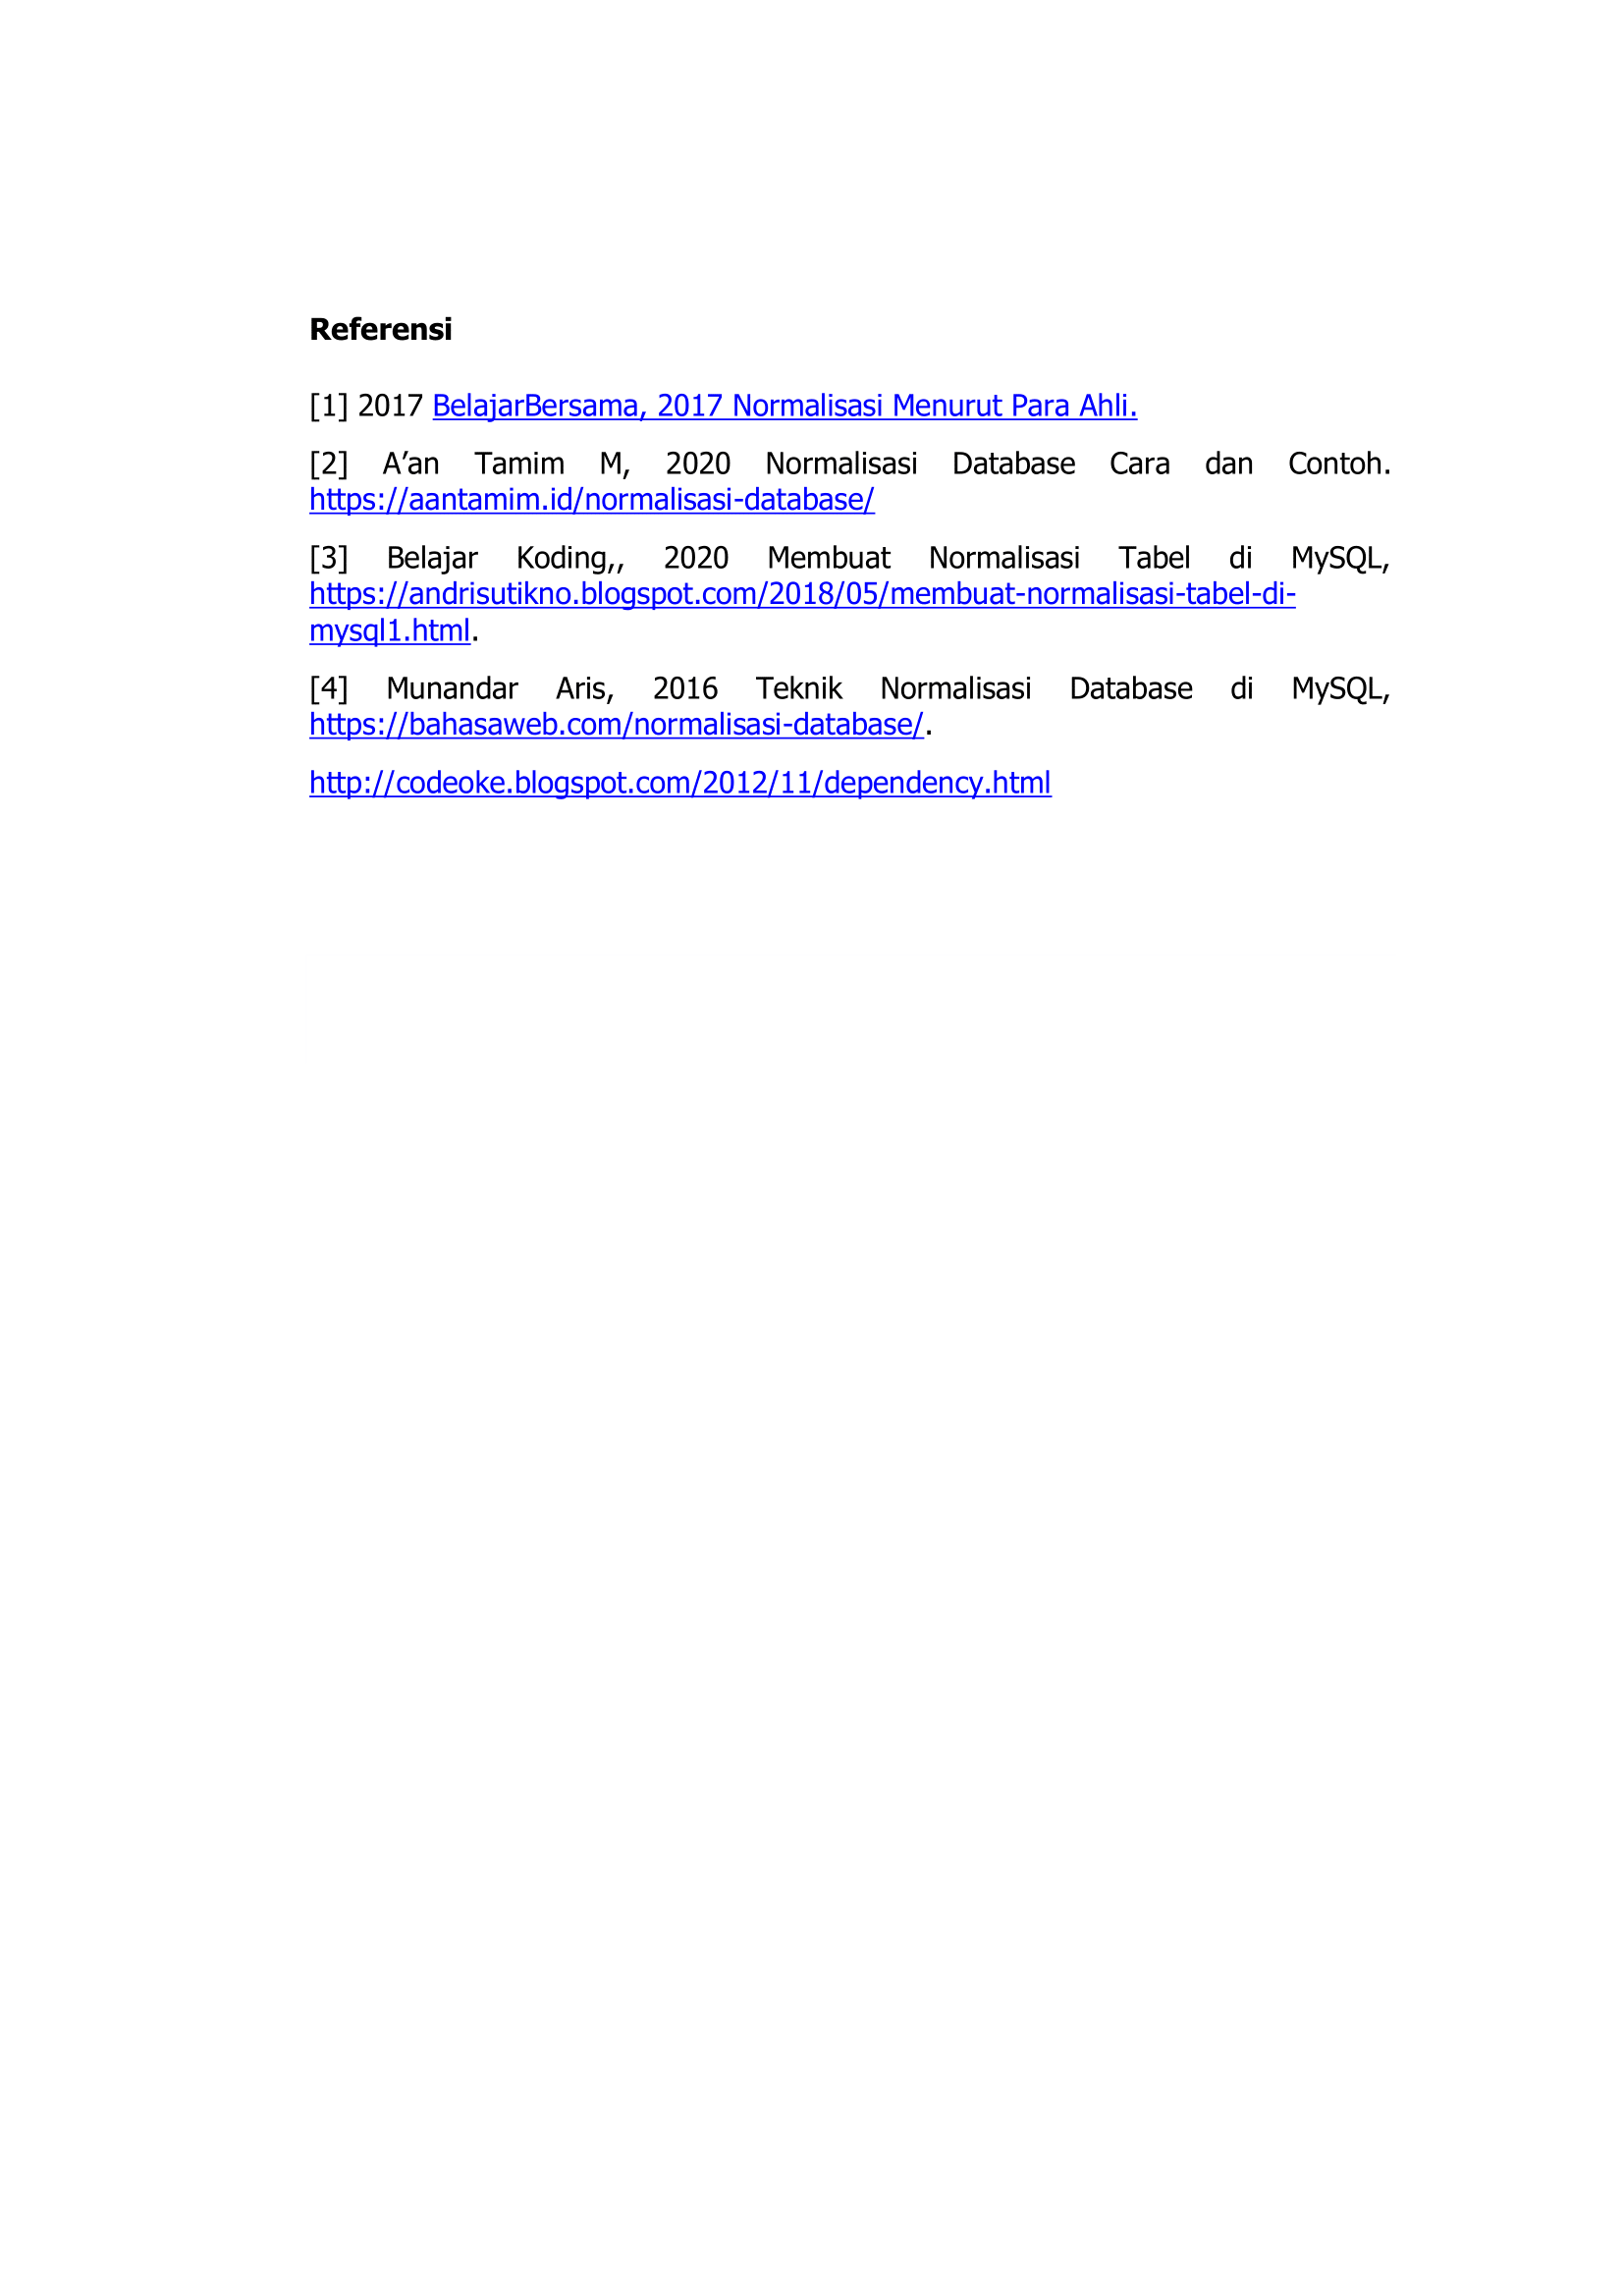 Referensi
[1] 2017 BelajarBersama, 2017 Normalisasi Menurut Para Ahli.
[2] A’an Tamim M, 2020 Normalisasi Database Cara dan Contoh.
https://aantamim.id/normalisasi-database/
[3] Belajar Koding,, 2020 Membuat Normalisasi Tabel di MySQL,
https://andrisutikno.blogspot.com/2018/05/membuat-normalisasi-tabel-di-
mysql1.html.
[4] Munandar Aris, 2016 Teknik Normalisasi Database di MySQL,
https://bahasaweb.com/normalisasi-database/.
http://codeoke.blogspot.com/2012/11/dependency.html